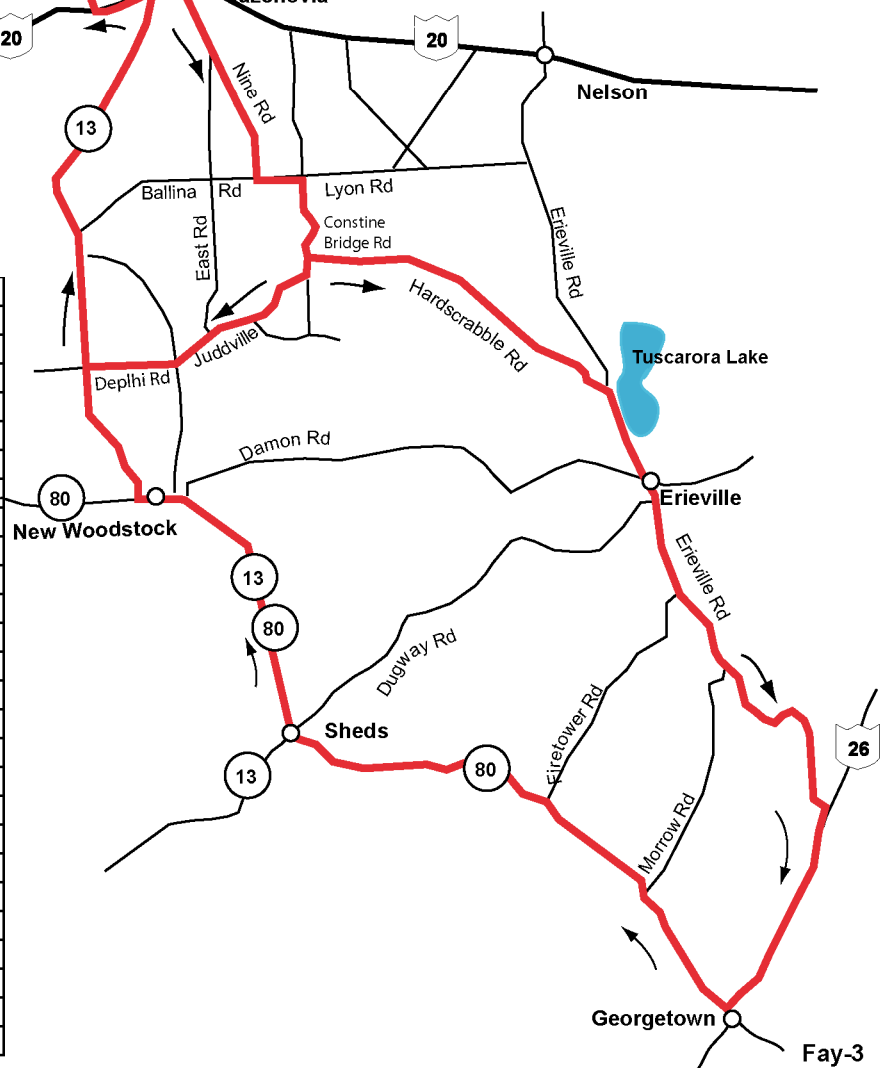 20
20
Nelson
Nine Rd
13
Ballina Rd
Lyon Rd
Constine
Bridge Rd
East Rd
Erieville Rd
Hardscrabble Rd
Juddville
Tuscarora Lake
Deplhi Rd
Damon Rd
80
New Woodstock
Erieville
13
80
Erieville Rd
Dugway Rd
Sheds
13
80
Firetower Rd
26
Morrow Rd
Georgetown
Fay-3